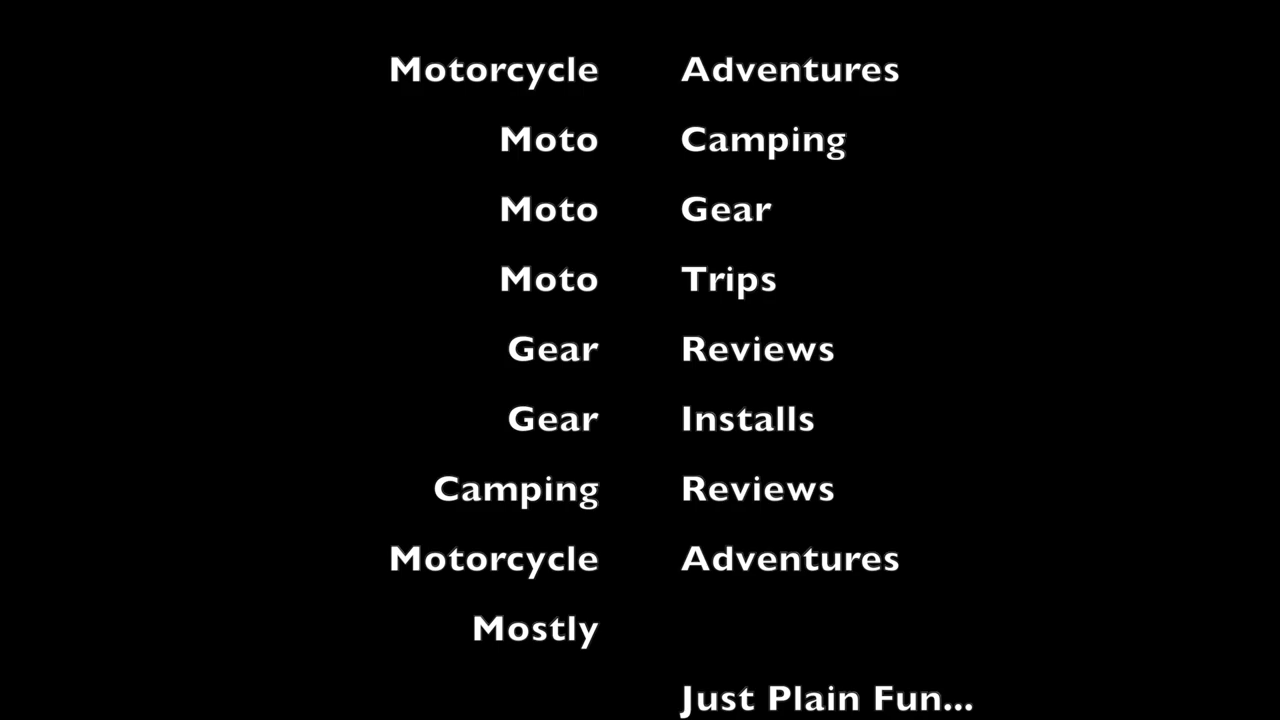 Motorcycle Adventures
Moto Camping
Moto Gear
Moto Trips
Gear Reviews
Gear Installs
Camping Reviews
Motorcycle Adventures
Mostly
Just Plain Fun...